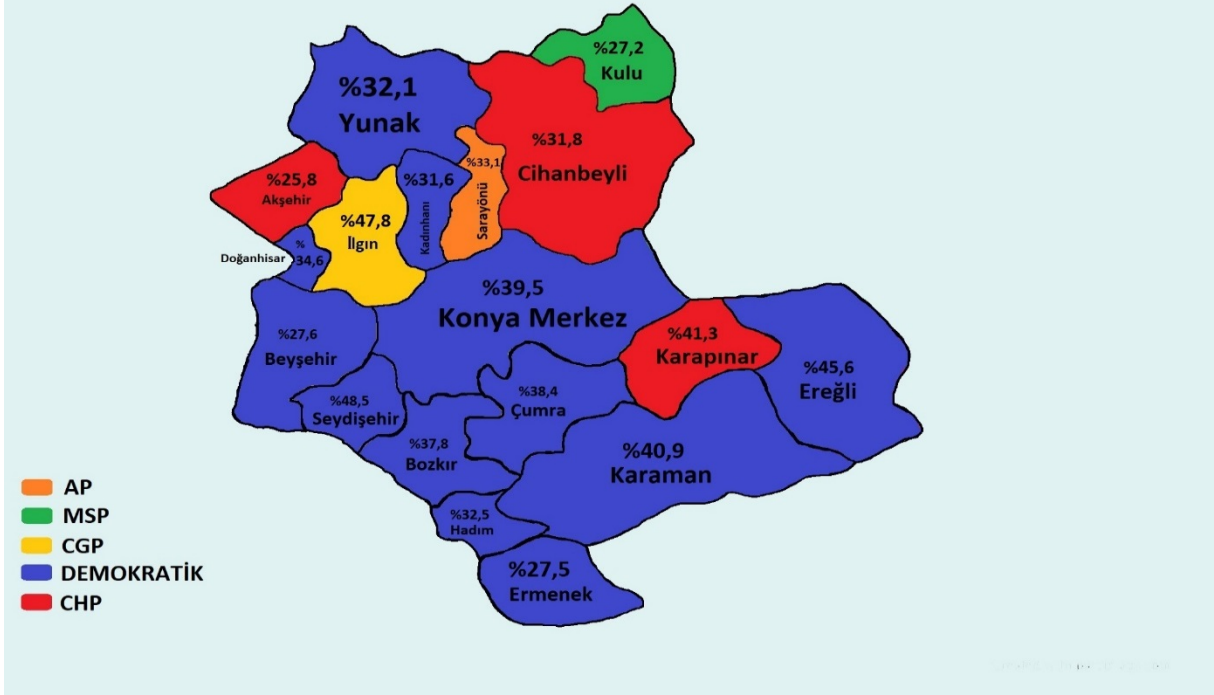 %27,2
Kulu
%32,1
Yunak
%31,8
Cihanbeyli
%33,1
Sarayönü
%31,6
Kadınhanı
%25,8
Akşehir
%47,8
İlgın
Doğanhisar
%
34,6
%39,5
Konya Merkez
%27,6
Beyşehir
%41,3
Karapınar
%45,6
Ereğli
%48,5
Seydişehir
%38,4
Çumra
%37,8
Bozkır
%40,9
Karaman
%32,5
Hadım
%27,5
Ermenek
AP
MSP
CGP
DEMOKRATİK
CHP